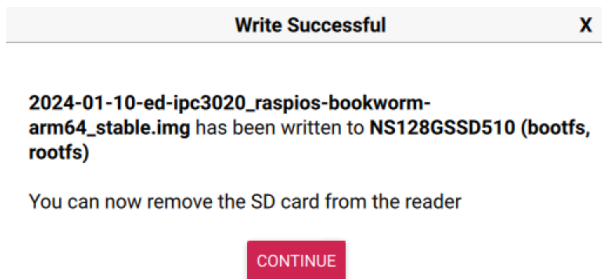 Write Successful X
2024-01-10-ed-ipc3020_raspios-bookworm-
arm64_stable.img has been written to NS128GSSD510 (bootfs,
rootfs)
You can now remove the SD card from the reader
CONTINUE